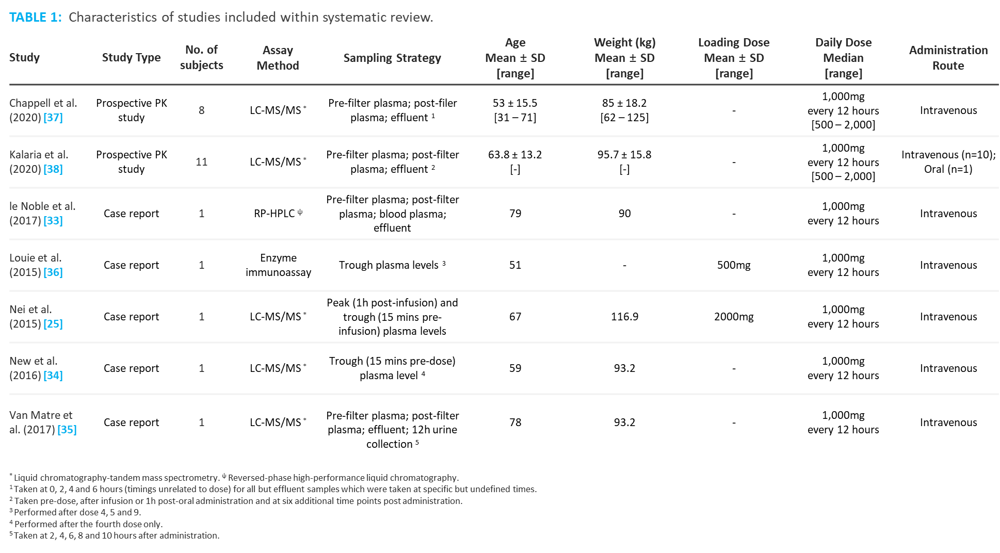 TABLE 1: Characteristics of studies included within systematic review.
Study
Study Type
No. of
subjects
Assay
Method
Sampling Strategy
Age
Mean ± SD
[range]
Weight (kg)
Mean ± SD
[range]
Loading Dose
Mean ± SD
[range]
Daily Dose
Median
[range]
Administration
Route
Chappell et al.
(2020) [37]
Prospective PK
study
8
LC-MS/MS *
Pre-filter plasma; post-filer
plasma; effluent 1
53 ± 15.5
[31 – 71]
85 ± 18.2
[62 – 125]
-
1,000mg
every 12 hours
[500 – 2,000]
Intravenous
Kalaria et al.
(2020) [38]
Prospective PK
study
11
LC-MS/MS *
Pre-filter plasma; post-filter
plasma; effluent 2
63.8 ± 13.2
[-]
95.7 ± 15.8
[-]
-
1,000mg
every 12 hours
[500 – 2,000]
Intravenous (n=10);
Oral (n=1)
le Noble et al.
(2017) [33]
Case report
1
RP-HPLC ψ
Pre-filter plasma; post-filter
plasma; blood plasma;
effluent
79
90
-
1,000mg
every 12 hours
Intravenous
Louie et al.
(2015) [36]
Case report
1
Enzyme
immunoassay
Trough plasma levels 3
51
-
500mg
1,000mg
every 12 hours
Intravenous
Nei et al.
(2015) [25]
Case report
1
LC-MS/MS *
Peak (1h post-infusion) and
trough (15 mins pre-
infusion) plasma levels
67
116.9
2000mg
1,000mg
every 12 hours
Intravenous
New et al.
(2016) [34]
Case report
1
LC-MS/MS *
Trough (15 mins pre-dose)
plasma level 4
59
93.2
-
1,000mg
every 12 hours
Intravenous
Van Matre et
al. (2017) [35]
Case report
1
LC-MS/MS *
Pre-filter plasma; post-filter
plasma; effluent; 12h urine
collection 5
78
93.2
-
1,000mg
every 12 hours
Intravenous
* Liquid chromatography-tandem mass spectrometry. ψ Reversed-phase high-performance liquid chromatography.
1 Taken at 0, 2, 4 and 6 hours (timings unrelated to dose) for all but effluent samples which were taken at specific but undefined times.
2 Taken pre-dose, after infusion or 1h post-oral administration and at six additional time points post administration.
3 Performed after dose 4, 5 and 9.
4 Performed after the fourth dose only.
5 Taken at 2, 4, 6, 8 and 10 hours after administration.